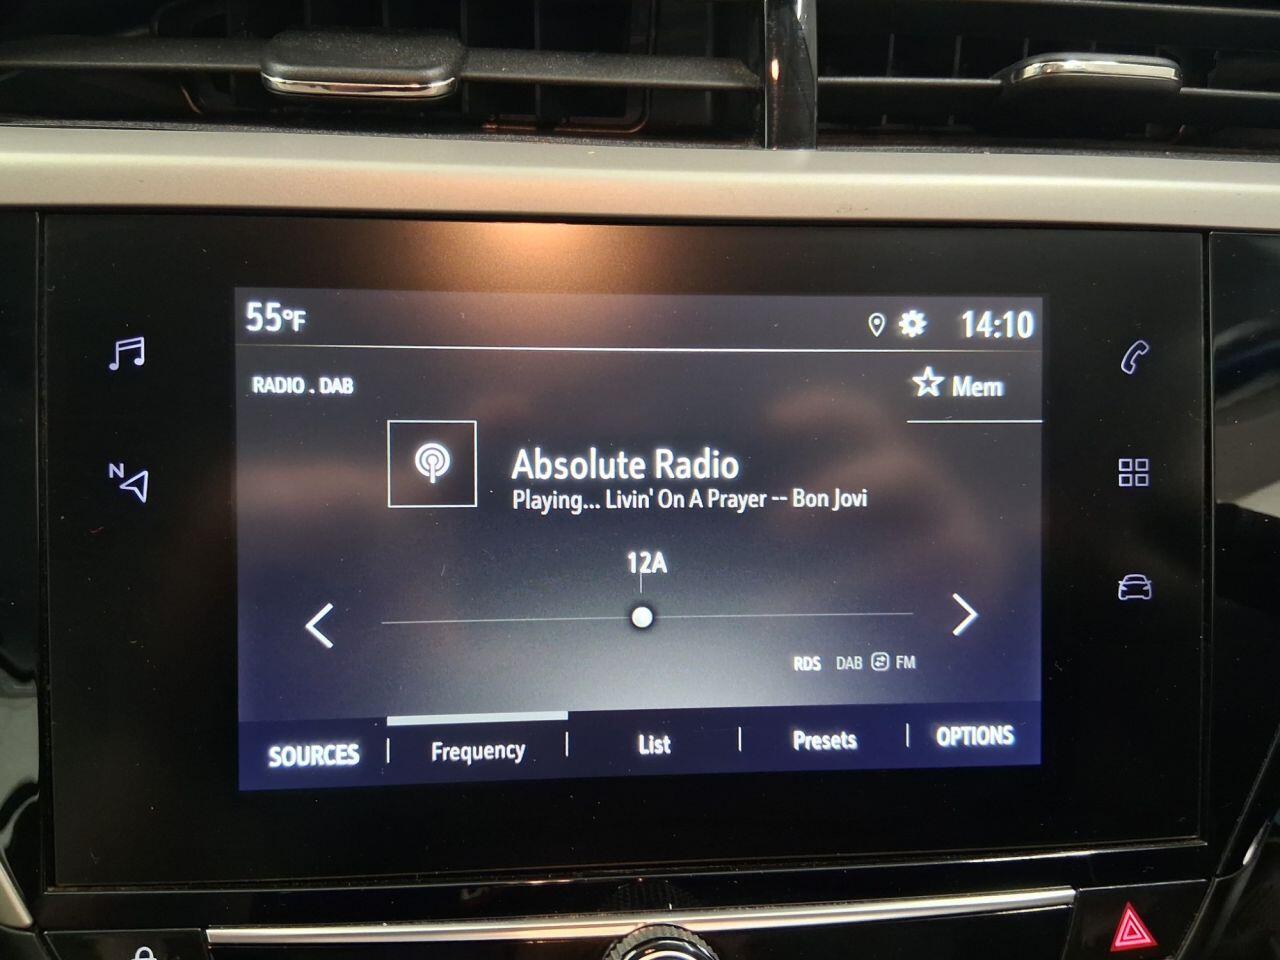 55°F
14:10
RADIO . DAB
Mem
N
Absolute Radio
Playing... Livin' On A Prayer -- Bon Jovi
12A
RDS DAB FM
SOURCES | Frequency | List | Presets | OPTIONS